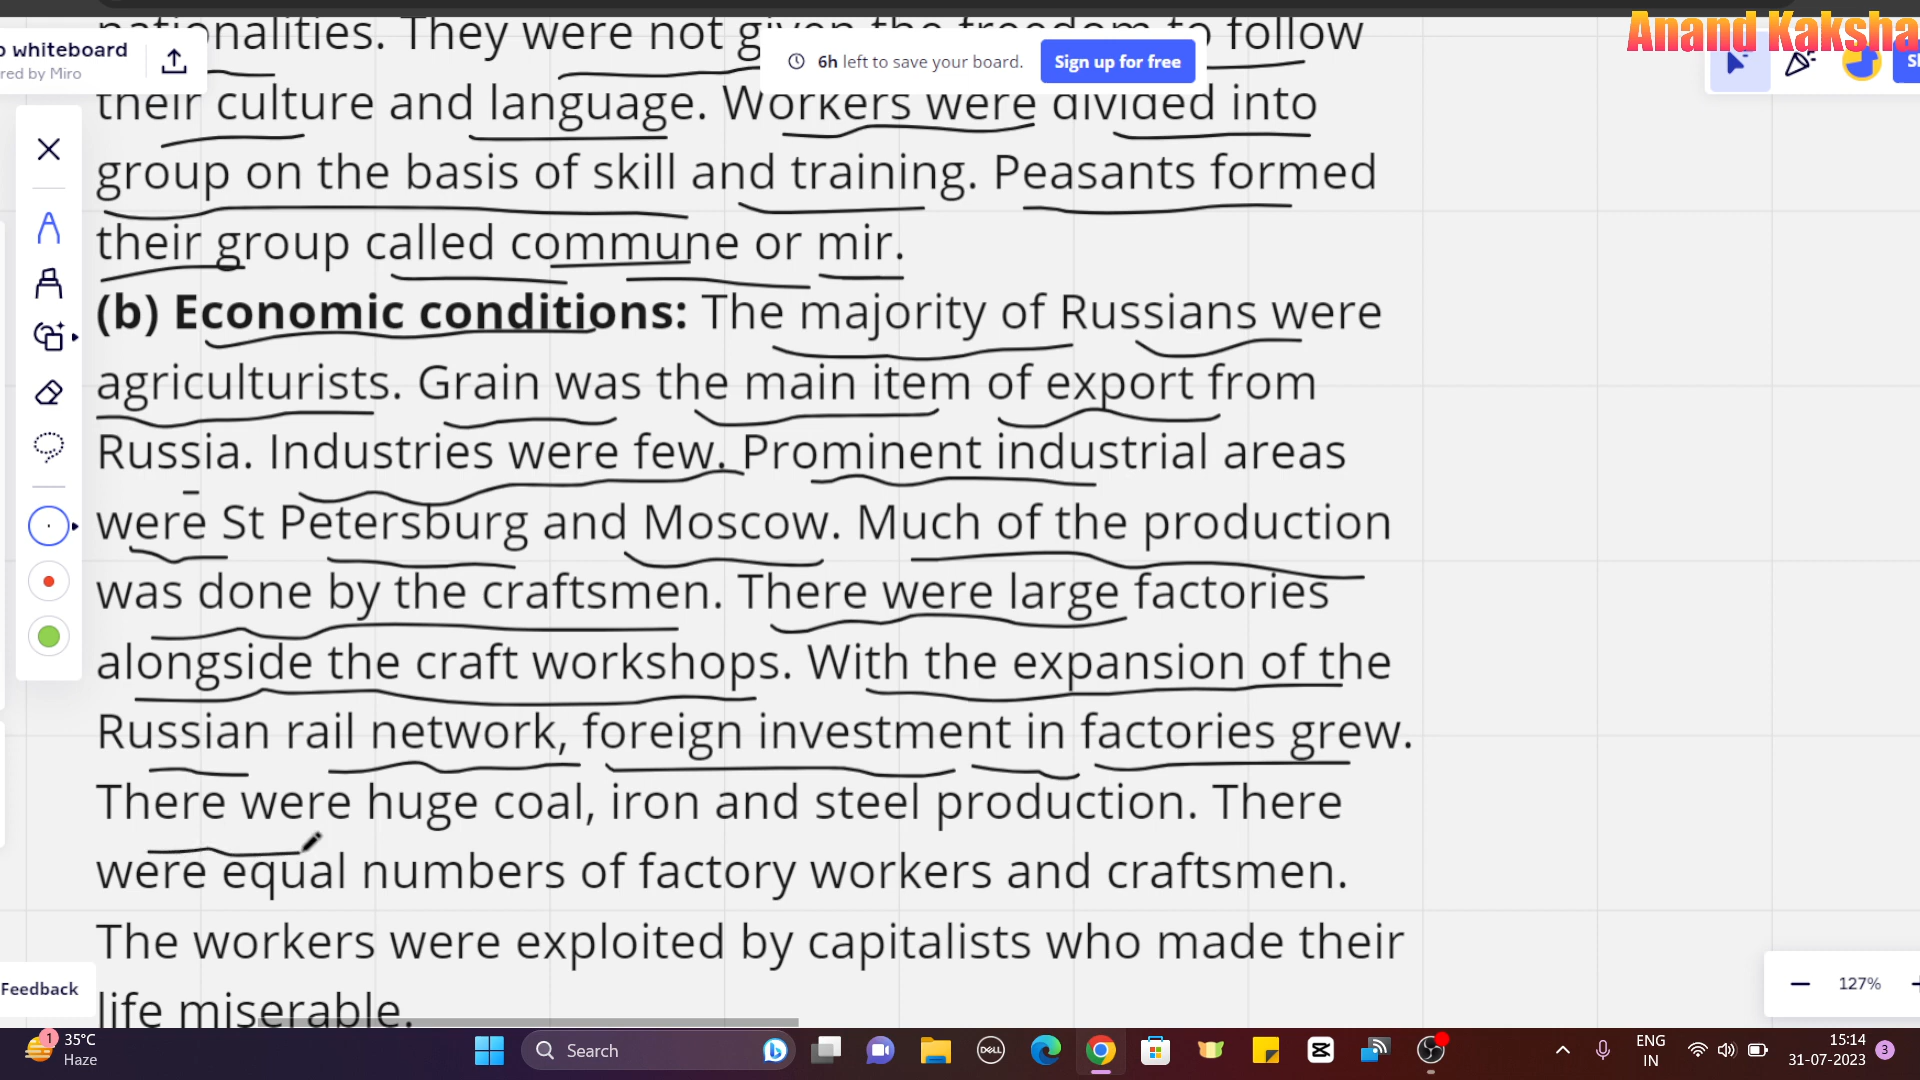 nationalities. They were not given the freedom to follow
Anand Kaksha
whiteboard
red by Miro
6h left to save your board.
Sign up for free
their culture and language. Workers were divided into
group on the basis of skill and training. Peasants formed
their group called commune or mir.
(b) Economic conditions: The majority of Russians were
agriculturists. Grain was the main item of export from
Russia. Industries were few. Prominent industrial areas
were St Petersburg and Moscow. Much of the production
was done by the craftsmen. There were large factories
alongside the craft workshops. With the expansion of the
Russian rail network, foreign investment in factories grew.
There were huge coal, iron and steel production. There
were equal numbers of factory workers and craftsmen.
The workers were exploited by capitalists who made their
life miserable.
Feedback
127%
1
35°C
Haze
Search
DELL
ENG
IN
15:14
31-07-2023
3